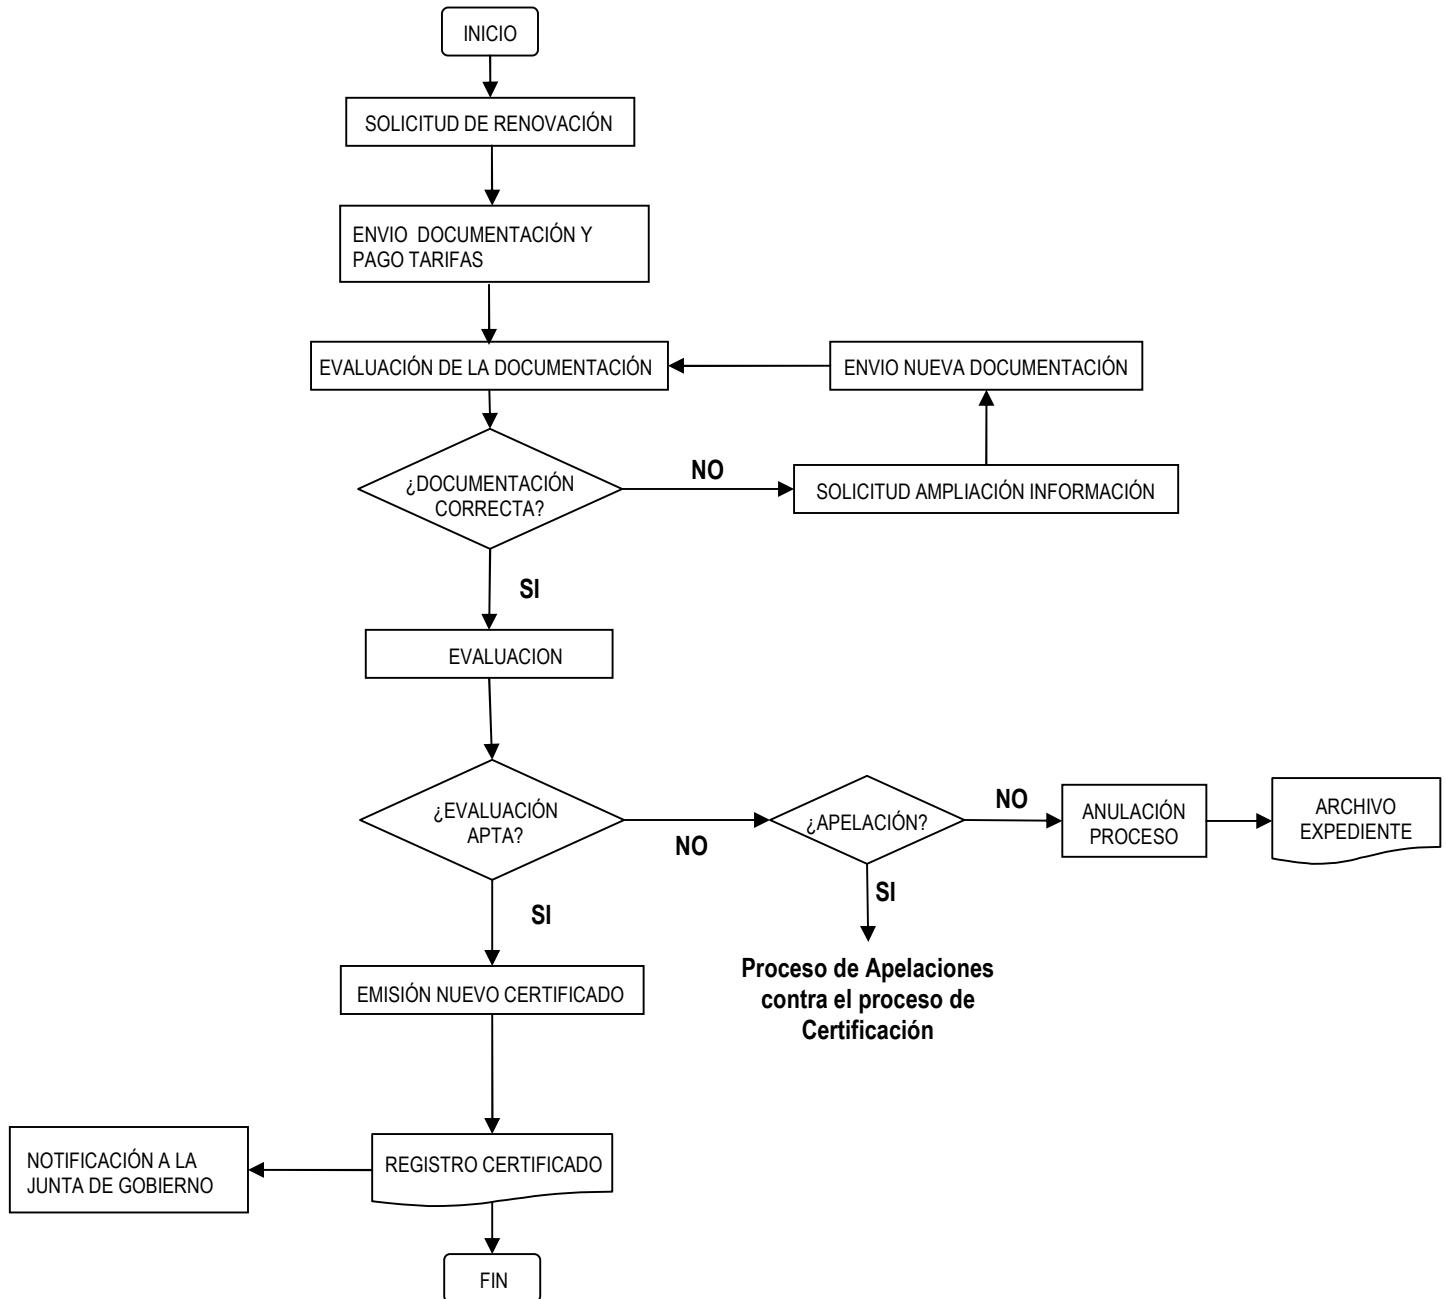 INICIO
SOLICITUD DE RENOVACIÓN
ENVIO DOCUMENTACIÓN Y
PAGO TARIFAS
EVALUACIÓN DE LA DOCUMENTACIÓN
ENVIO NUEVA DOCUMENTACIÓN
¿DOCUMENTACIÓN
CORRECTA?
NO
SOLICITUD AMPLIACIÓN INFORMACIÓN
SI
EVALUACION
¿EVALUACIÓN
APTA?
NO
¿APELACIÓN?
NO
ANULACIÓN
PROCESO
ARCHIVO
EXPEDIENTE
SI
SI
Proceso de Apelaciones
contra el proceso de
Certificación
EMISIÓN NUEVO CERTIFICADO
REGISTRO CERTIFICADO
NOTIFICACIÓN A LA
JUNTA DE GOBIERNO
FIN